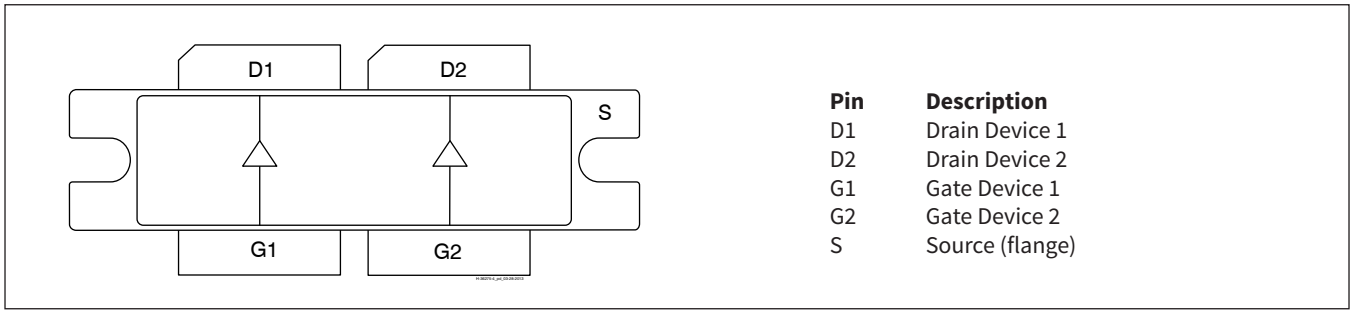 D1 D2
S
G1 G2
Pin Description
D1 Drain Device 1
D2 Drain Device 2
G1 Gate Device 1
G2 Gate Device 2
S Source (flange)